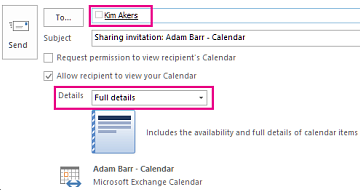 To... Kim Akers
Send
Subject Sharing invitation: Adam Barr - Calendar
Request permission to view recipient's Calendar
Allow recipient to view your Calendar
Details Full details
Includes the availability and full details of calendar items
Adam Barr - Calendar
Microsoft Exchange Calendar